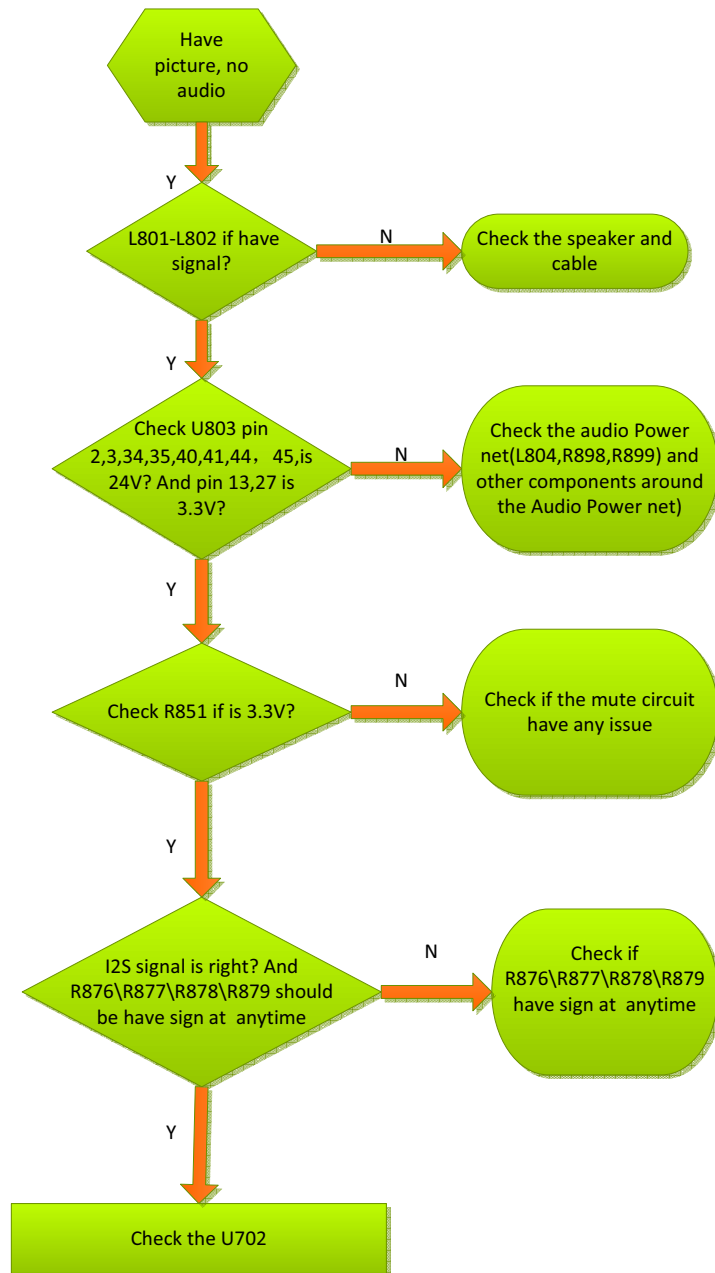 Have
picture, no
audio
Y
L801-L802 if have
signal?
N
Check the speaker and
cable
Y
Check U803 pin
2,3,34,35,40,41,44，45,is
24V? And pin 13,27 is
3.3V?
N
Check the audio Power
net(L804,R898,R899) and
other components around
the Audio Power net)
Y
Check R851 if is 3.3V?
N
Check if the mute circuit
have any issue
Y
I2S signal is right? And
R876\R877\R878\R879 should
be have sign at anytime
N
Check if
R876\R877\R878\R879
have sign at anytime
Y
Check the U702